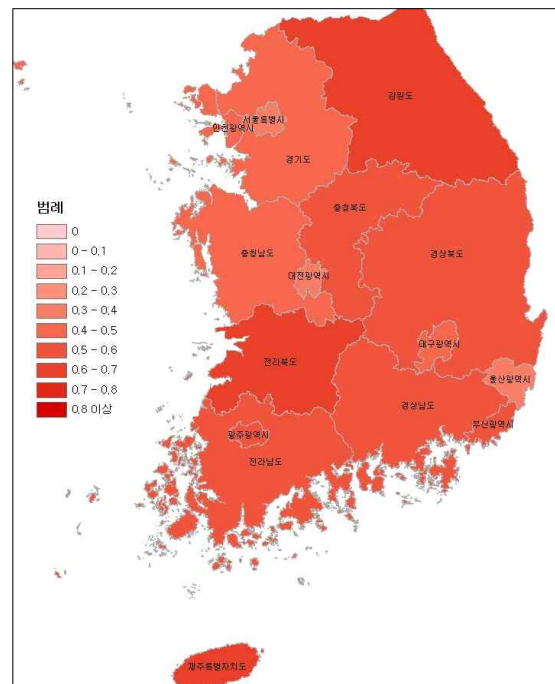 강원도
서울특별시
인천광역시
경기도
충청북도
범례
0
0 - 0.1
0.1 - 0.2
0.2 - 0.3
0.3 - 0.4
0.4 - 0.5
0.5 - 0.6
0.6 - 0.7
0.7 - 0.8
0.8 이상
충청남도
경상북도
대전광역시
대구광역시
전라북도
울산광역시
경상남도
부산광역시
광주광역시
전라남도
제주특별자치도